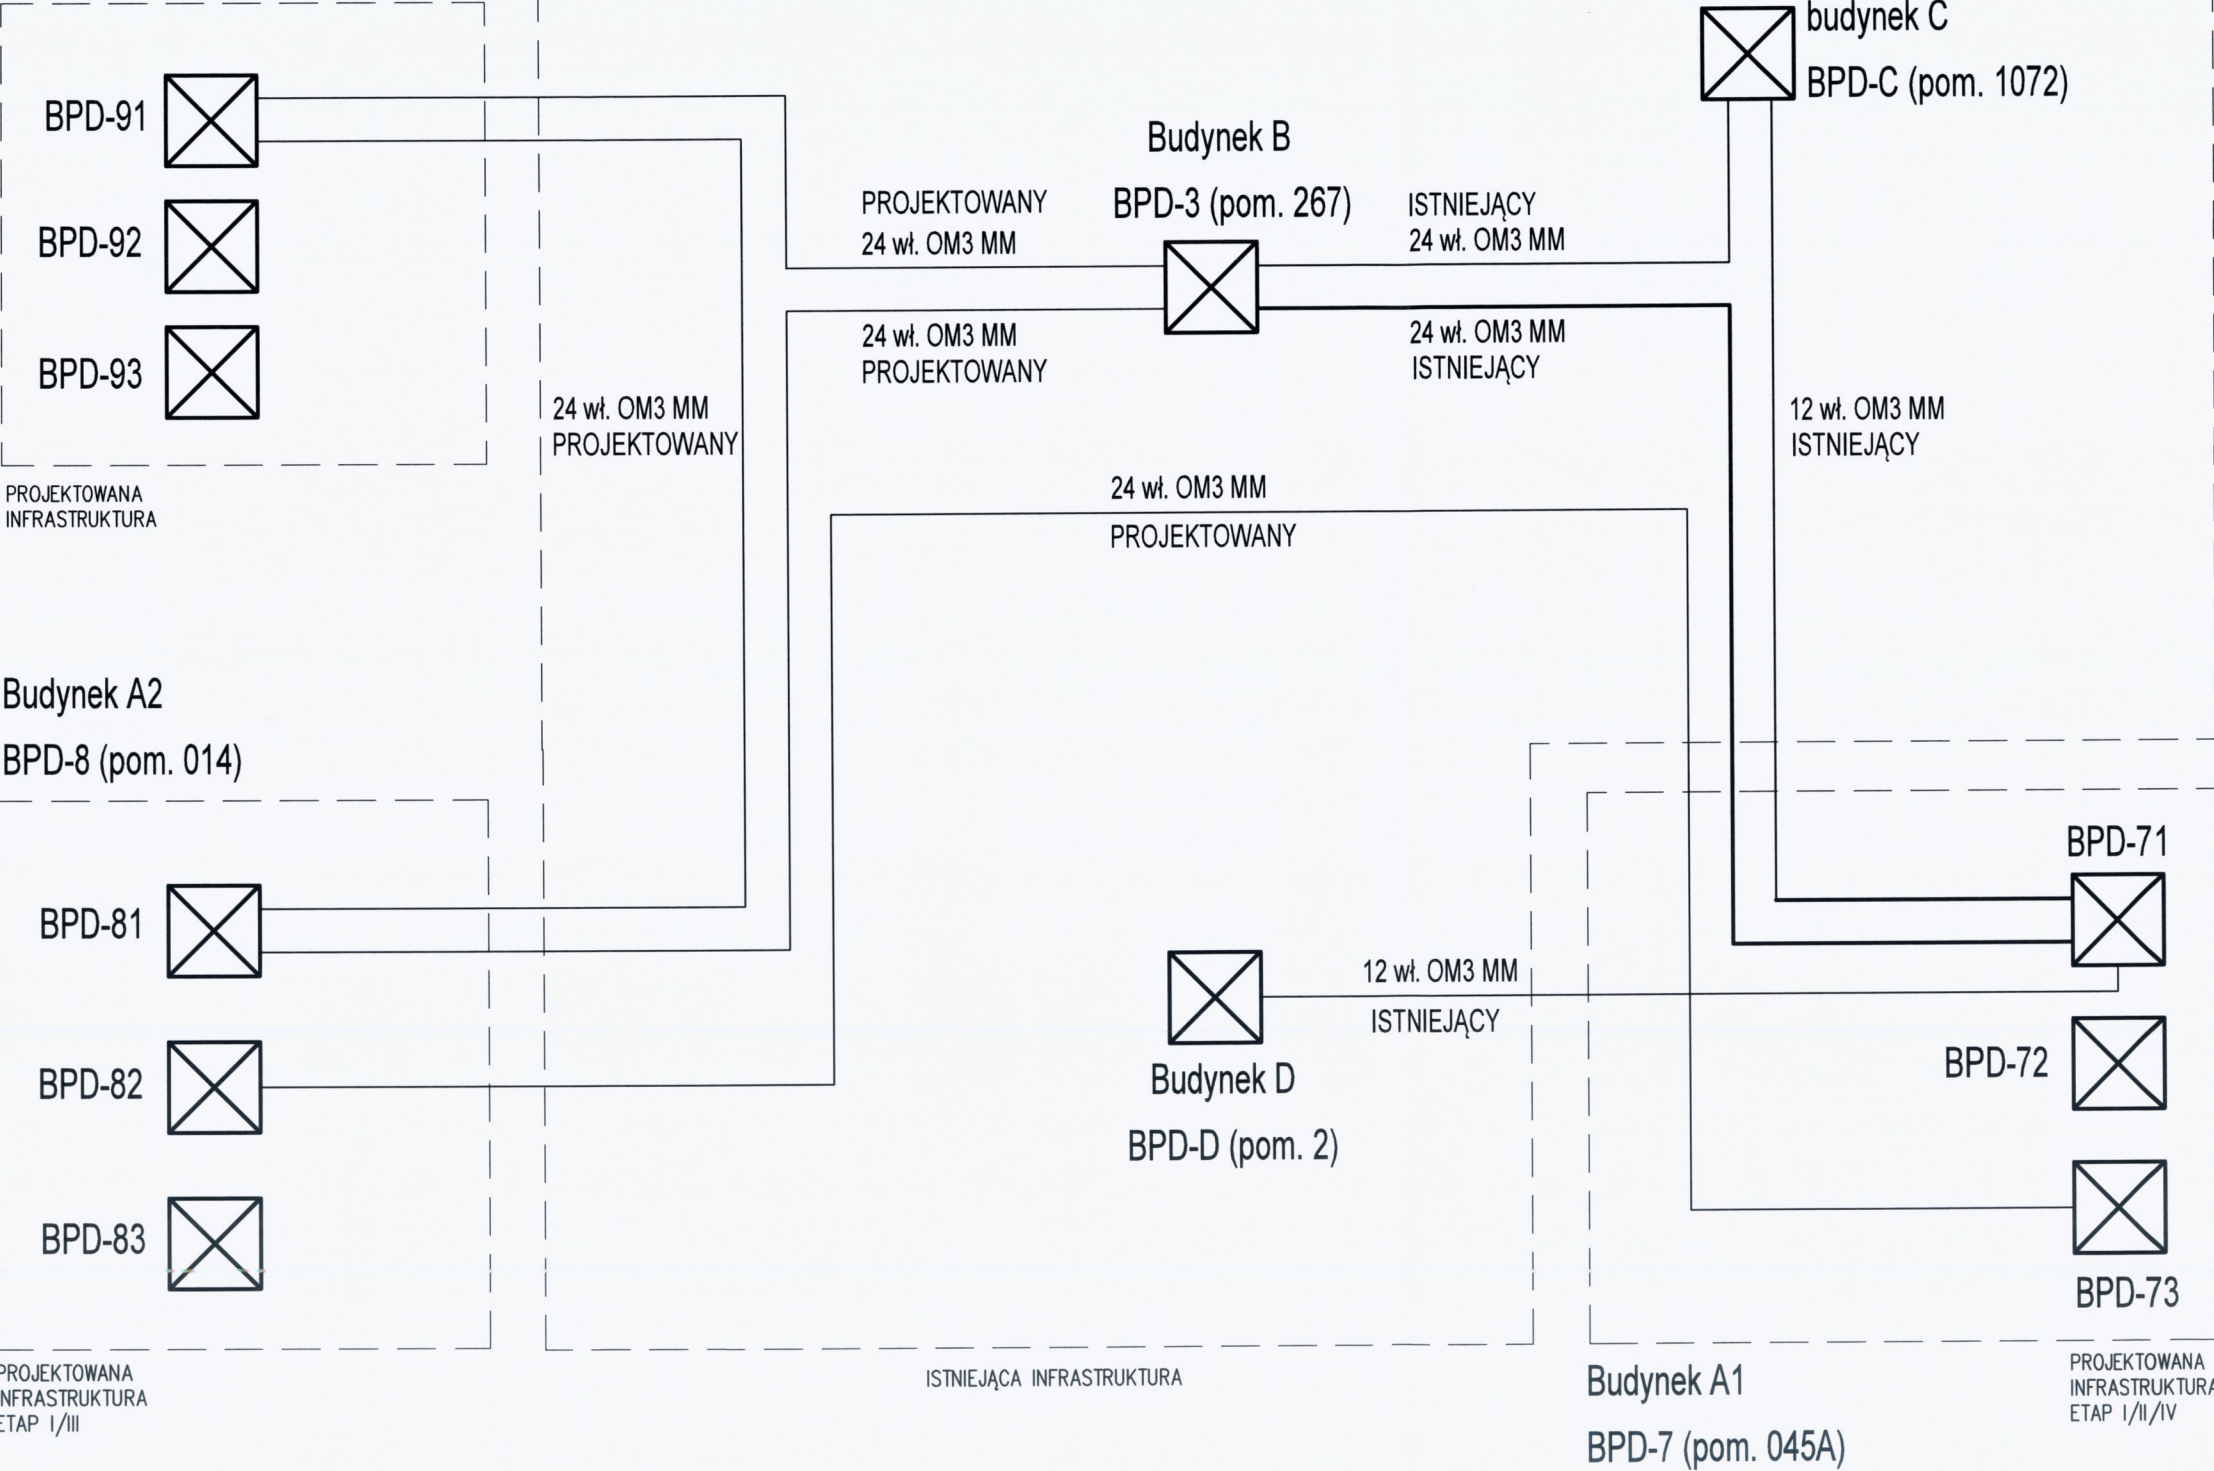 budynek C
BPD-C (pom. 1072)
BPD-91
BPD-92
BPD-93
PROJEKTOWANA
INFRASTRUKTURA
Budynek B
BPD-3 (pom. 267)
PROJEKTOWANY
24 wł. OM3 MM
ISTNIEJĄCY
24 wł. OM3 MM
24 wł. OM3 MM
PROJEKTOWANY
24 wł. OM3 MM
ISTNIEJĄCY
24 wł. OM3 MM
PROJEKTOWANY
12 wł. OM3 MM
ISTNIEJĄCY
24 wł. OM3 MM
PROJEKTOWANY
Budynek A2
BPD-8 (pom. 014)
BPD-81
BPD-82
BPD-83
BPD-71
12 wł. OM3 MM
ISTNIEJĄCY
Budynek D
BPD-D (pom. 2)
BPD-72
BPD-73
PROJEKTOWANA
INFRASTRUKTURA
ETAP I/III
ISTNIEJĄCA INFRASTRUKTURA
Budynek A1
BPD-7 (pom. 045A)
PROJEKTOWANA
INFRASTRUKTURA
ETAP I/II/IV